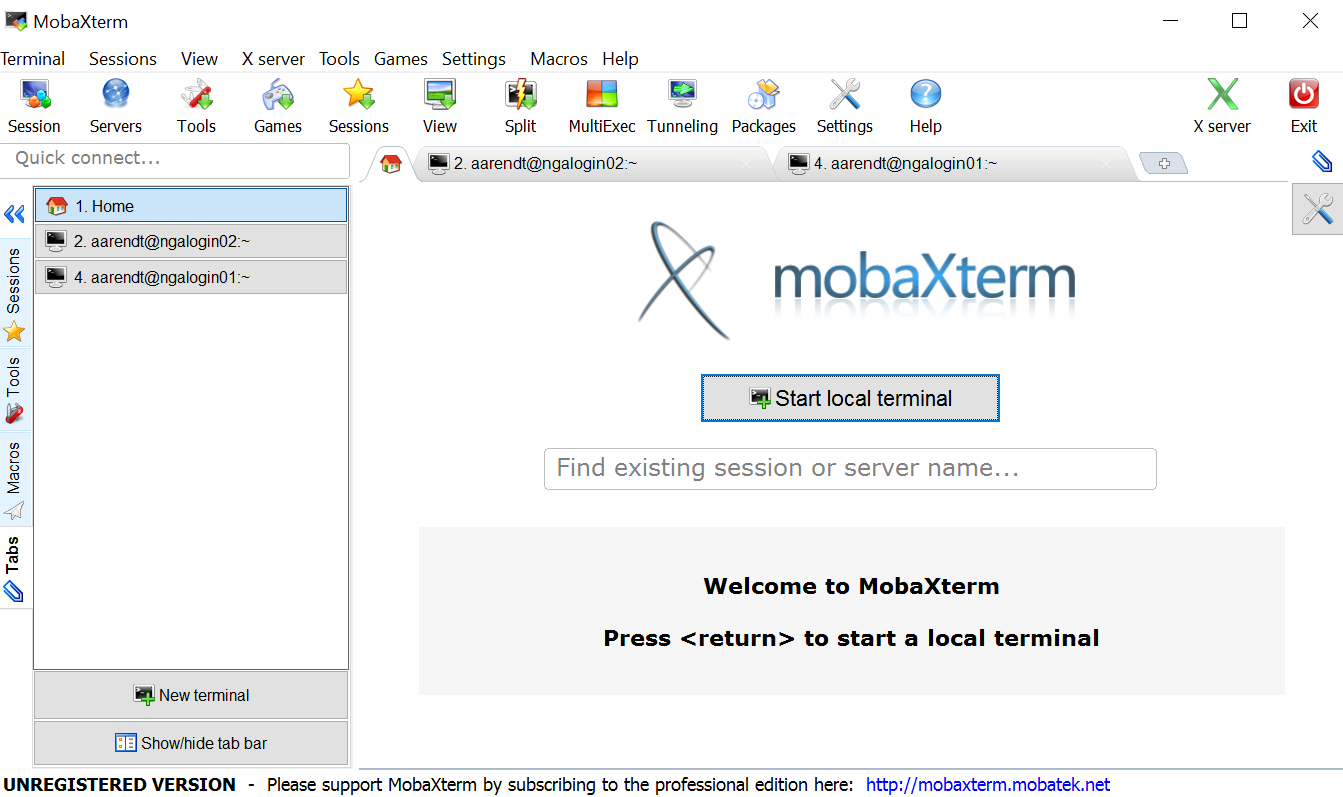 MobaXterm
Terminal Sessions View X server Tools Games Settings Macros Help
Session Servers Tools Games Sessions View Split MultiExec Tunneling Packages Settings Help X server Exit
Quick connect...
2. aarendt@ngalogin02:~ 4. aarendt@ngalogin01:~
1. Home
2. aarendt@ngalogin02:~
4. aarendt@ngalogin01:~
Sessions
Tools
Macros
Tabs
mobaXterm
Start local terminal
Find existing session or server name...
Welcome to MobaXterm
Press <return> to start a local terminal
New terminal
Show/hide tab bar
UNREGISTERED VERSION - Please support MobaXterm by subscribing to the professional edition here: http://mobaxterm.mobatek.net